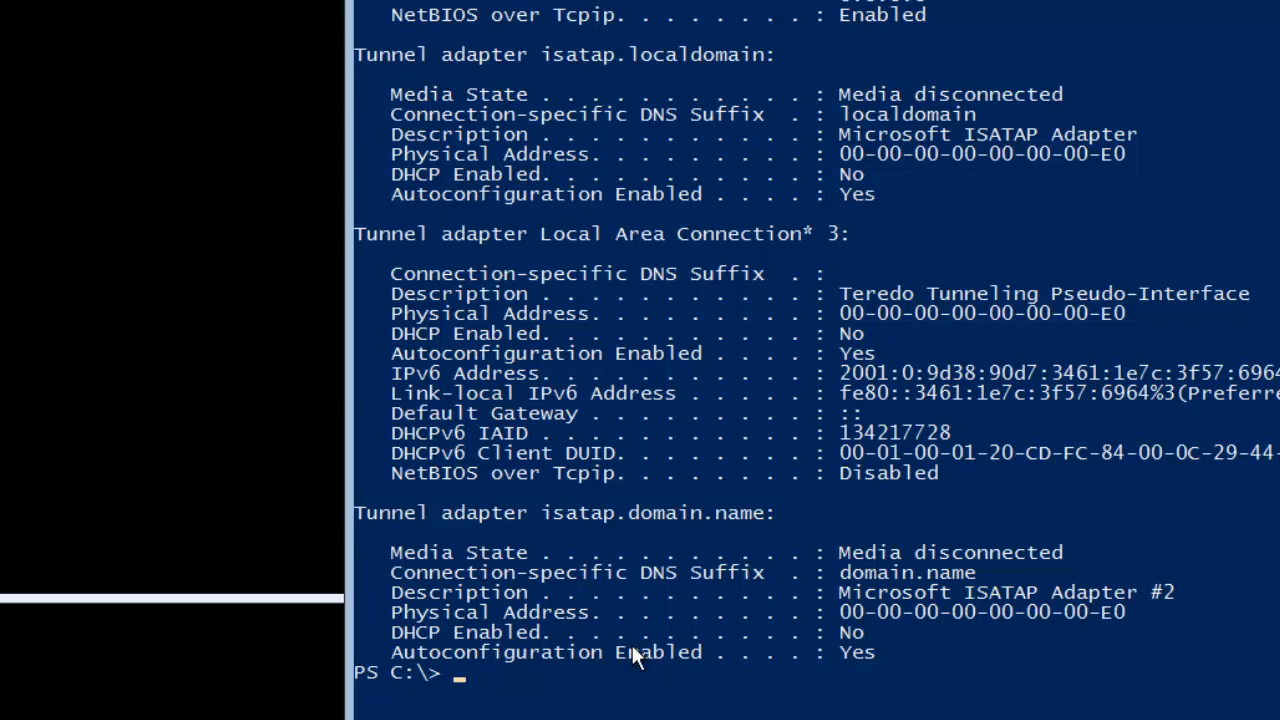 NetBIOS over Tcpip. . . . . . . . : Enabled
Tunnel adapter isatap.localdomain:
Media State . . . . . . . . . . . : Media disconnected
Connection-specific DNS Suffix  . : localdomain
Description . . . . . . . . . . . : Microsoft ISATAP Adapter
Physical Address. . . . . . . . . : 00-00-00-00-00-00-00-E0
DHCP Enabled. . . . . . . . . . . : No
Autoconfiguration Enabled . . . . : Yes
Tunnel adapter Local Area Connection* 3:
Connection-specific DNS Suffix  . :
Description . . . . . . . . . . . : Teredo Tunneling Pseudo-Interface
Physical Address. . . . . . . . . : 00-00-00-00-00-00-00-E0
DHCP Enabled. . . . . . . . . . . : No
Autoconfiguration Enabled . . . . : Yes
IPv6 Address. . . . . . . . . . . : 2001:0:9d38:90d7:3461:1e7c:3f57:6964
Link-local IPv6 Address . . . . . : fe80::3461:1e7c:3f57:6964%3(Preferre
Default Gateway . . . . . . . . . : ::
DHCPv6 IAID . . . . . . . . . . . : 134217728
DHCPv6 Client DUID. . . . . . . . : 00-01-00-01-20-CD-FC-84-00-0C-29-44-
NetBIOS over Tcpip. . . . . . . . : Disabled
Tunnel adapter isatap.domain.name:
Media State . . . . . . . . . . . : Media disconnected
Connection-specific DNS Suffix  . : domain.name
Description . . . . . . . . . . . : Microsoft ISATAP Adapter #2
Physical Address. . . . . . . . . : 00-00-00-00-00-00-00-E0
DHCP Enabled. . . . . . . . . . . : No
Autoconfiguration Enabled . . . . : Yes
PS C:\> _